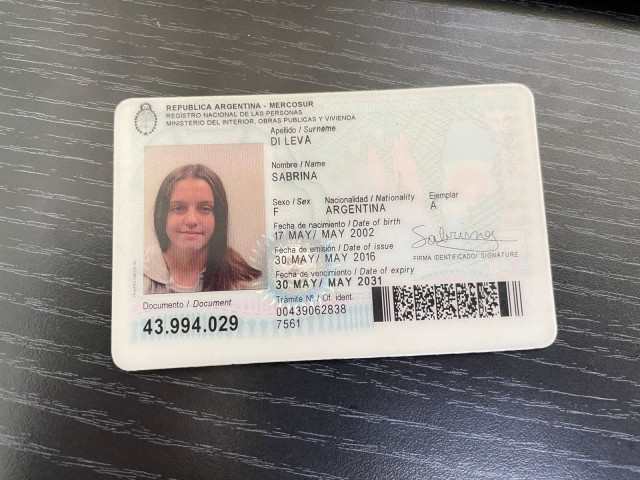 REPUBLICA ARGENTINA - MERCOSUR
REGISTRO NACIONAL DE LAS PERSONAS
MINISTERIO DEL INTERIOR, OBRAS PUBLICAS Y VIVIENDA
Apellido / Surname
DI LEVA
Nombre / Name
SABRINA
Sexo / Sex Nacionalidad / Nationality Ejemplar
F ARGENTINA A
Fecha de nacimiento / Date of birth
17 MAY/ MAY 2002
Fecha de emisión / Date of issue
30 MAY/ MAY 2016
Fecha de vencimiento / Date of expiry
30 MAY/ MAY 2031
Sabrina
FIRMA IDENTIFICADO/ SIGNATURE
Documento / Document
43.994.029
Trámite Nº / Of. ident.
00439062838
7561